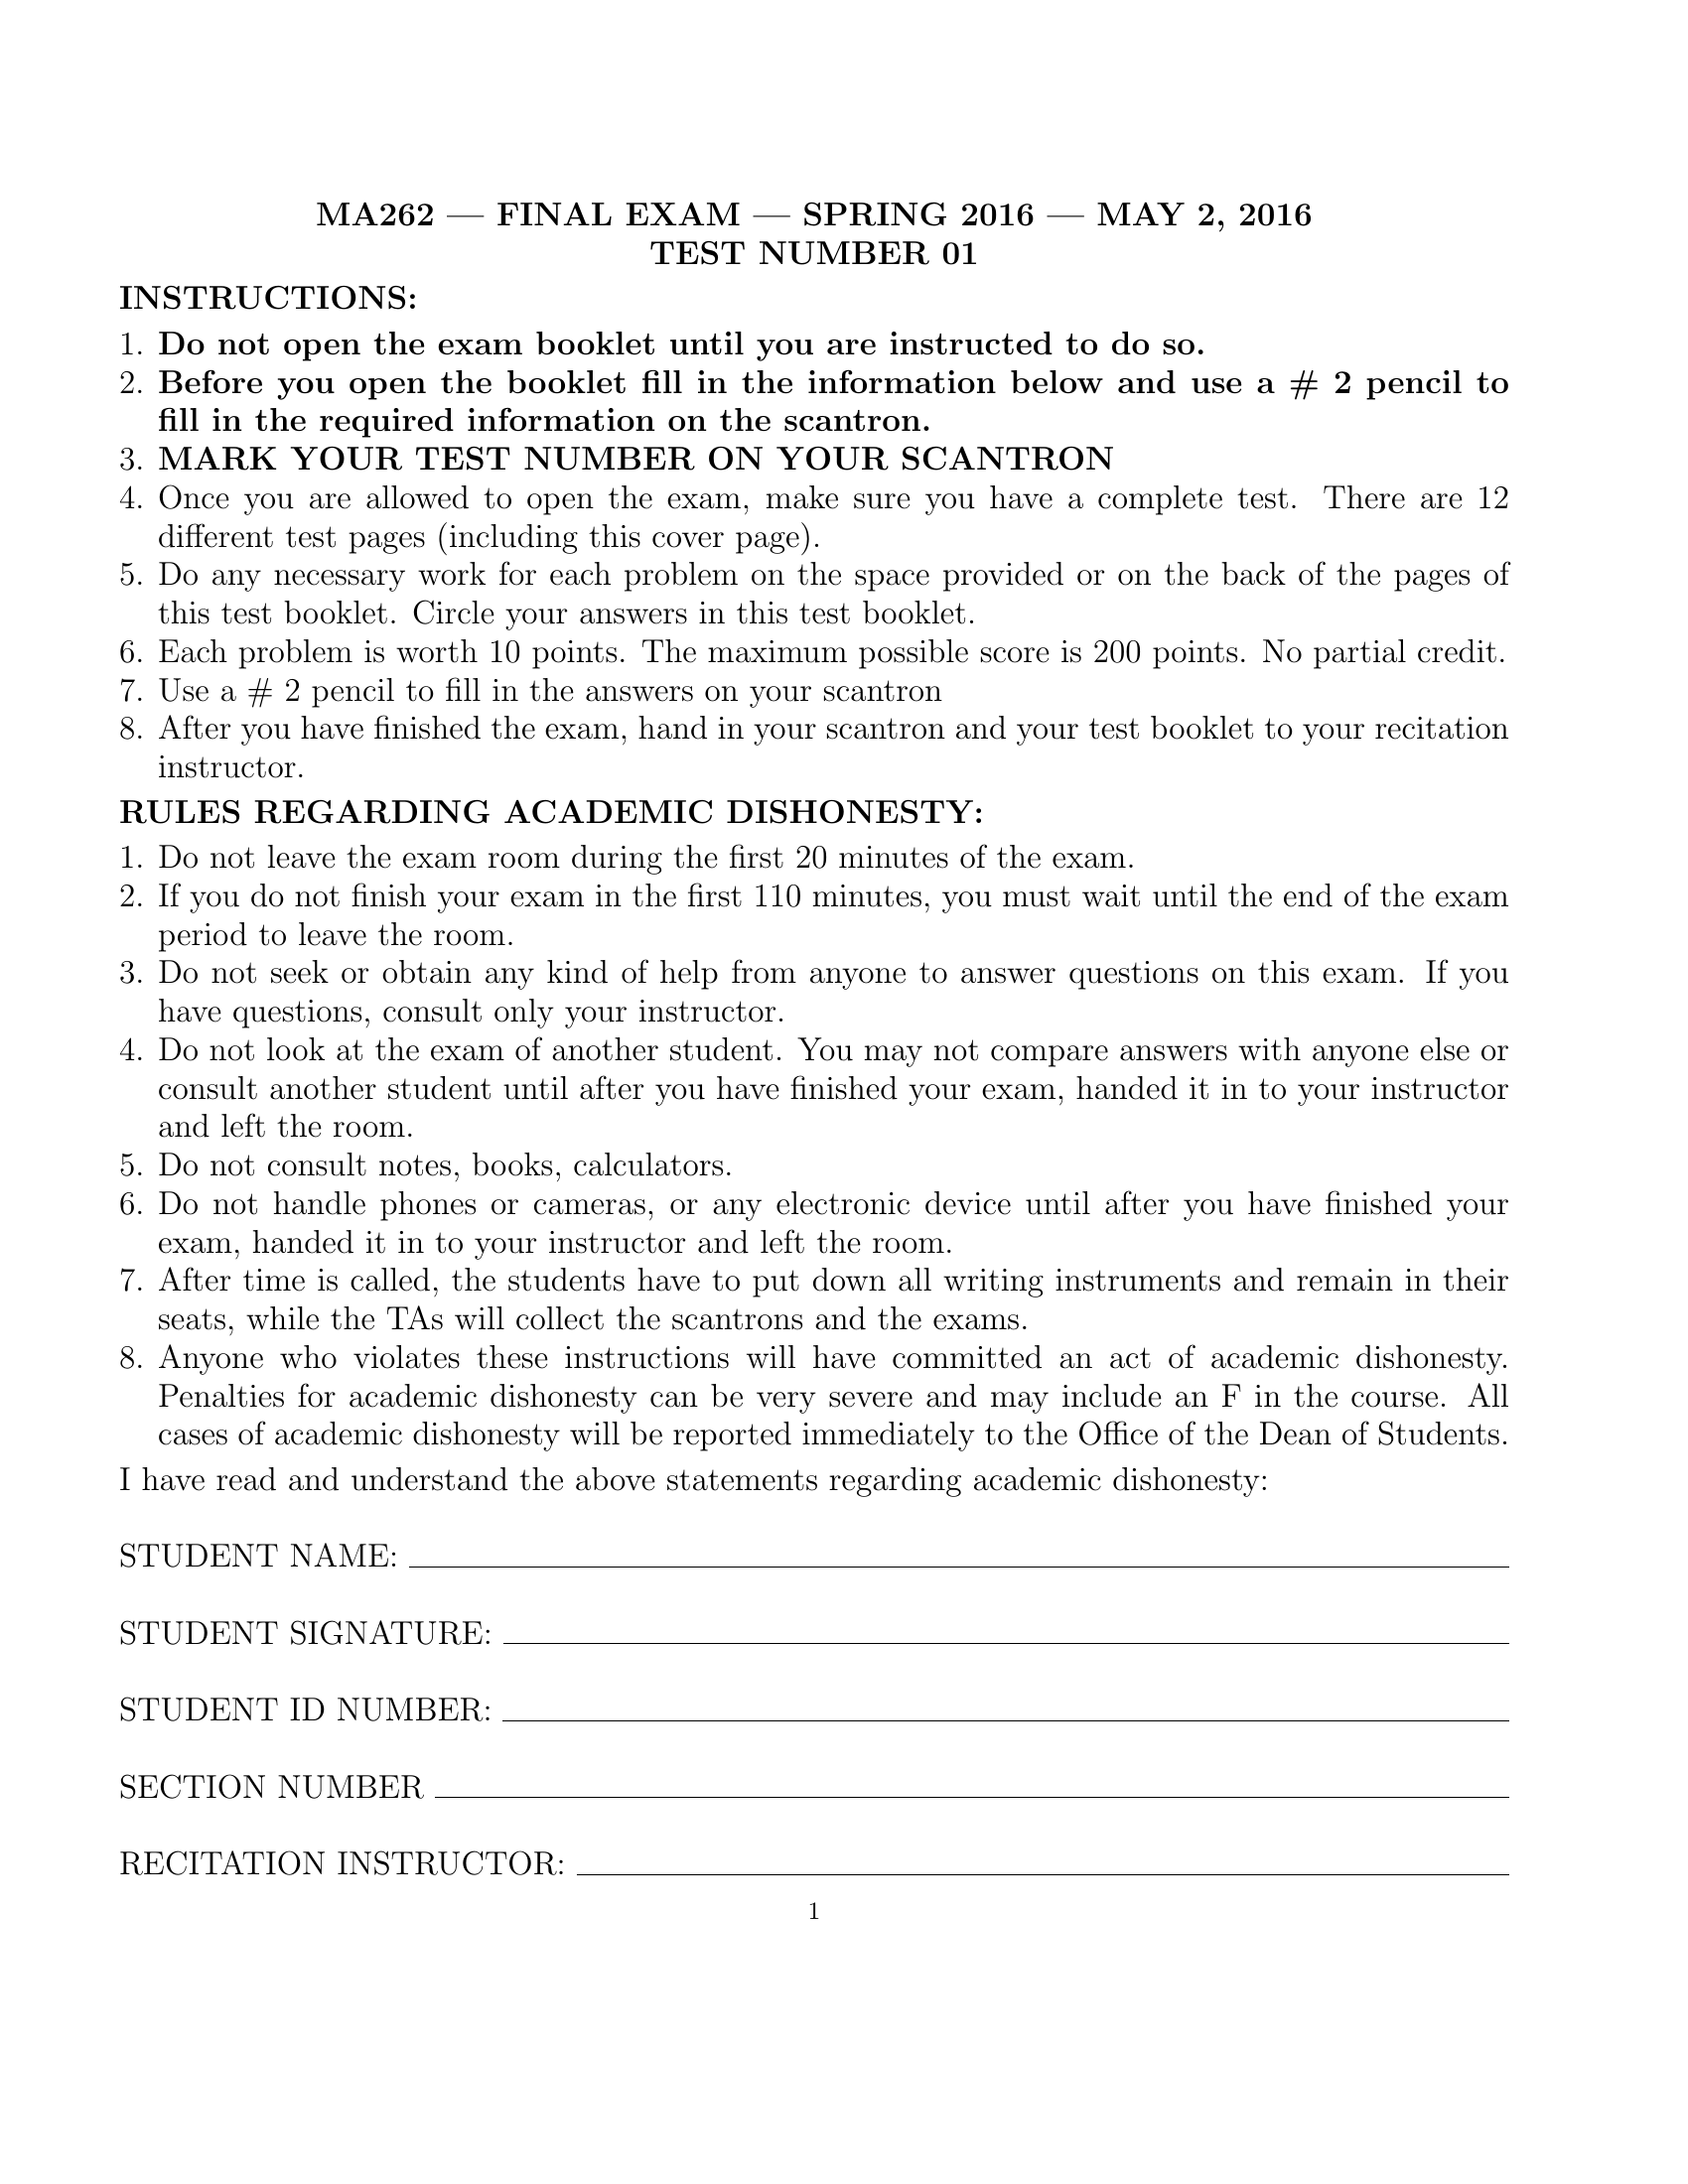 MA262 — FINAL EXAM — SPRING 2016 — MAY 2, 2016
TEST NUMBER 01
INSTRUCTIONS:
1. Do not open the exam booklet until you are instructed to do so.
2. Before you open the booklet fill in the information below and use a # 2 pencil to
fill in the required information on the scantron.
3. MARK YOUR TEST NUMBER ON YOUR SCANTRON
4. Once you are allowed to open the exam, make sure you have a complete test. There are 12
different test pages (including this cover page).
5. Do any necessary work for each problem on the space provided or on the back of the pages of
this test booklet. Circle your answers in this test booklet.
6. Each problem is worth 10 points. The maximum possible score is 200 points. No partial credit.
7. Use a # 2 pencil to fill in the answers on your scantron
8. After you have finished the exam, hand in your scantron and your test booklet to your recitation
instructor.
RULES REGARDING ACADEMIC DISHONESTY:
1. Do not leave the exam room during the first 20 minutes of the exam.
2. If you do not finish your exam in the first 110 minutes, you must wait until the end of the exam
period to leave the room.
3. Do not seek or obtain any kind of help from anyone to answer questions on this exam. If you
have questions, consult only your instructor.
4. Do not look at the exam of another student. You may not compare answers with anyone else or
consult another student until after you have finished your exam, handed it in to your instructor
and left the room.
5. Do not consult notes, books, calculators.
6. Do not handle phones or cameras, or any electronic device until after you have finished your
exam, handed it in to your instructor and left the room.
7. After time is called, the students have to put down all writing instruments and remain in their
seats, while the TAs will collect the scantrons and the exams.
8. Anyone who violates these instructions will have committed an act of academic dishonesty.
Penalties for academic dishonesty can be very severe and may include an F in the course. All
cases of academic dishonesty will be reported immediately to the Office of the Dean of Students.
I have read and understand the above statements regarding academic dishonesty:
STUDENT NAME:
STUDENT SIGNATURE:
STUDENT ID NUMBER:
SECTION NUMBER
RECITATION INSTRUCTOR:
1